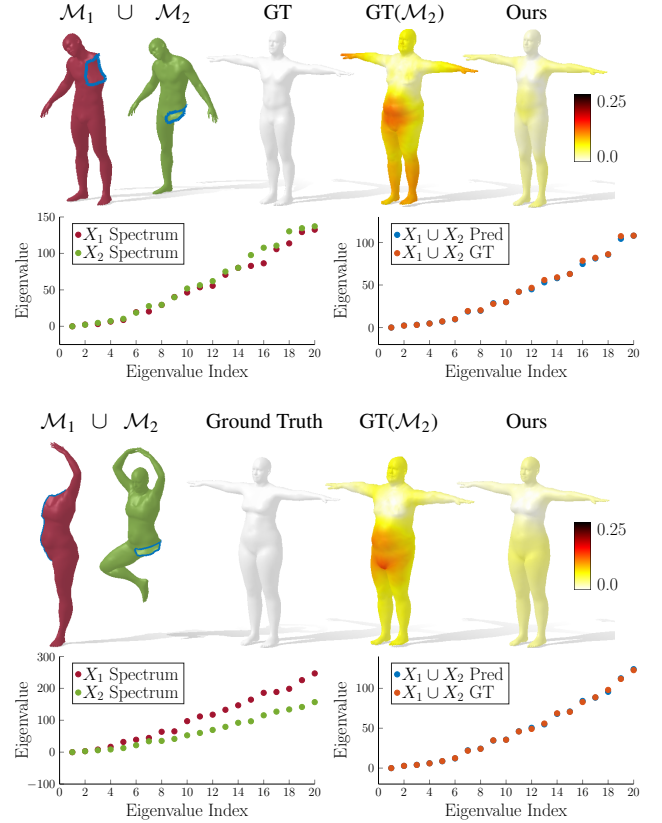 M₁ ∪ M₂ GT GT(M₂) Ours
0.25
0.0
150
100
50
0
Eigenvalue
X₁ Spectrum
X₂ Spectrum
0 2 4 6 8 10 12 14 16 18 20
Eigenvalue Index
100
50
0
Eigenvalue
X₁ ∪ X₂ Pred
X₁ ∪ X₂ GT
0 2 4 6 8 10 12 14 16 18 20
Eigenvalue Index
M₁ ∪ M₂ Ground Truth GT(M₂) Ours
0.25
0.0
300
200
100
0
−100
Eigenvalue
X₁ Spectrum
X₂ Spectrum
0 2 4 6 8 10 12 14 16 18 20
Eigenvalue Index
100
50
0
Eigenvalue
X₁ ∪ X₂ Pred
X₁ ∪ X₂ GT
0 2 4 6 8 10 12 14 16 18 20
Eigenvalue Index